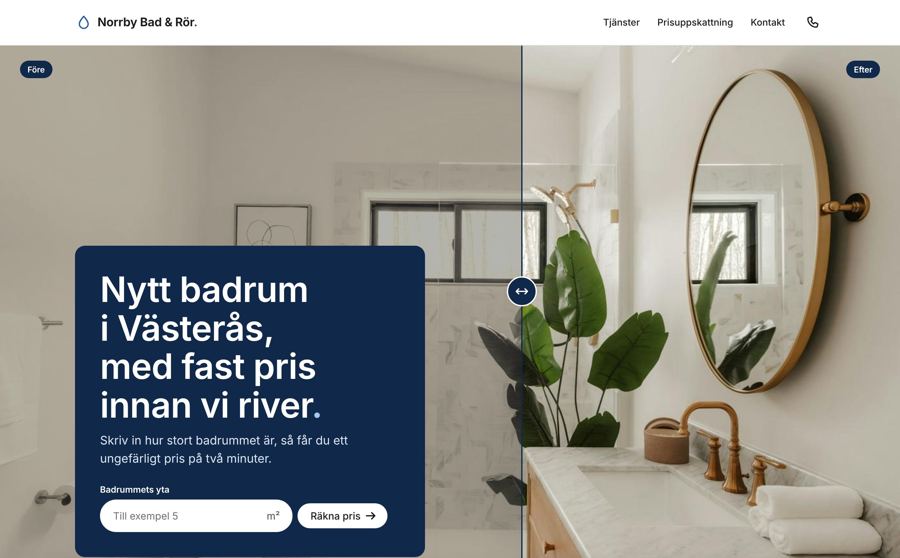 Norrby Bad & Rör.
Tjänster
Prisuppskattning
Kontakt
Före
Efter
Nytt badrum
i Västerås,
med fast pris
innan vi river.
Skriv in hur stort badrummet är, så får du ett
ungefärligt pris på två minuter.
Badrummets yta
Till exempel 5
m²
Räkna pris